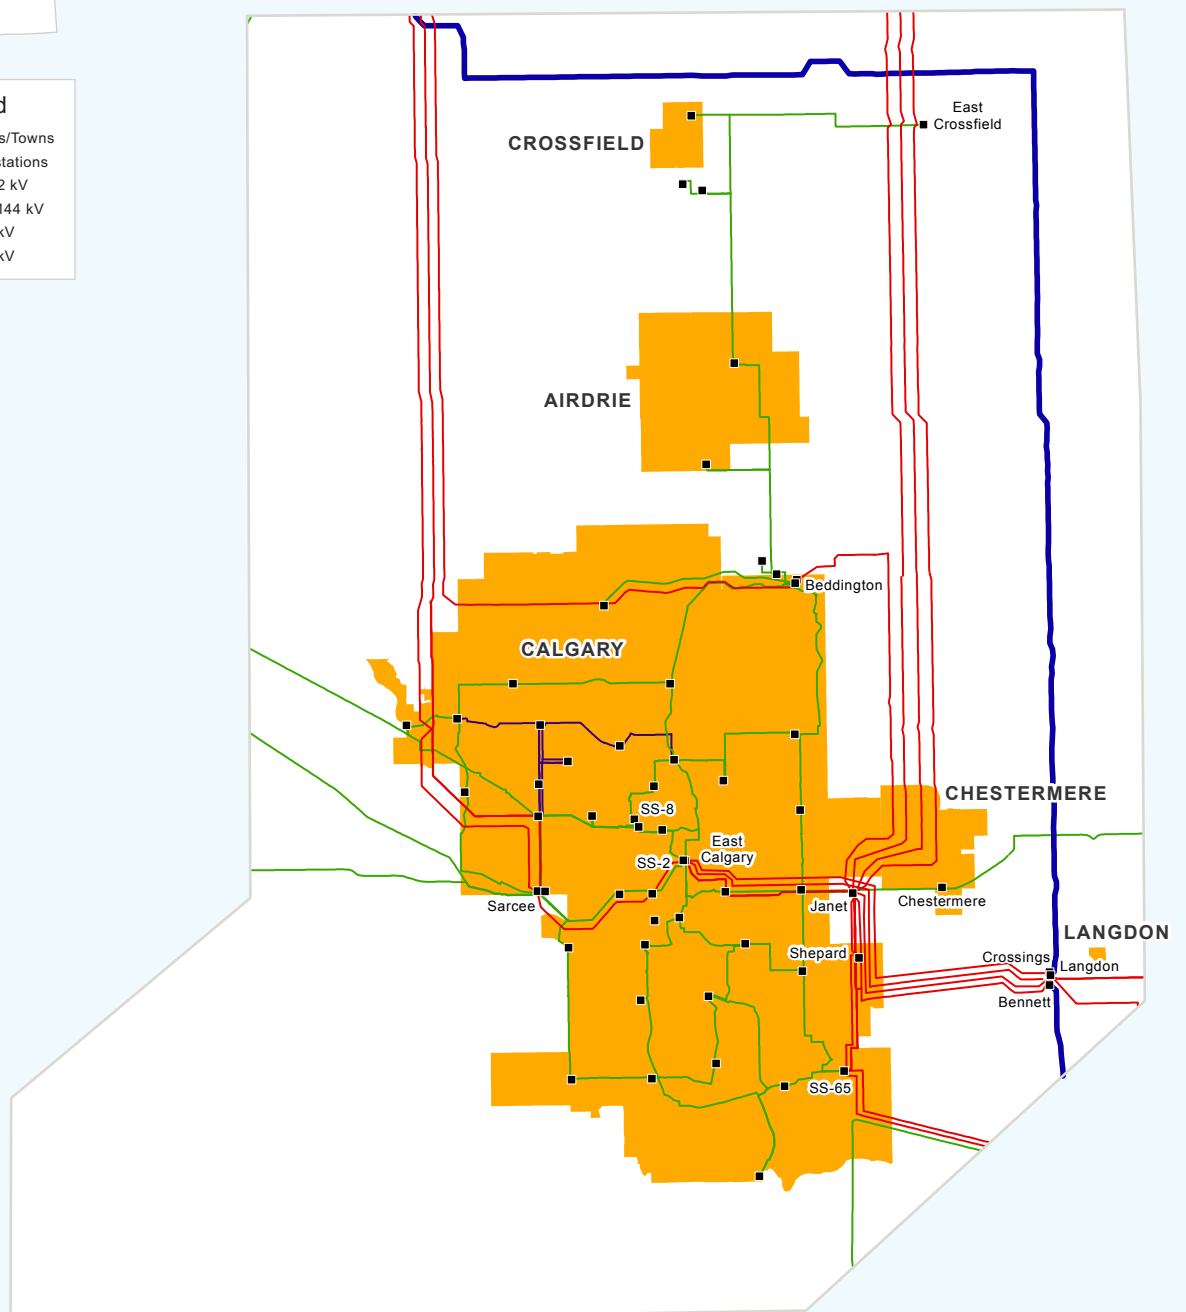 d
s/Towns
stations
2 kV
144 kV
kV
kV
East
Crossfield
CROSSFIELD
AIRDRIE
Beddington
CALGARY
CHESTERMERE
SS-8
East
Calgary
SS-2
Sarcee
Janet
Chestermere
LANGDON
Shepard
Crossings
Langdon
Bennett
SS-65